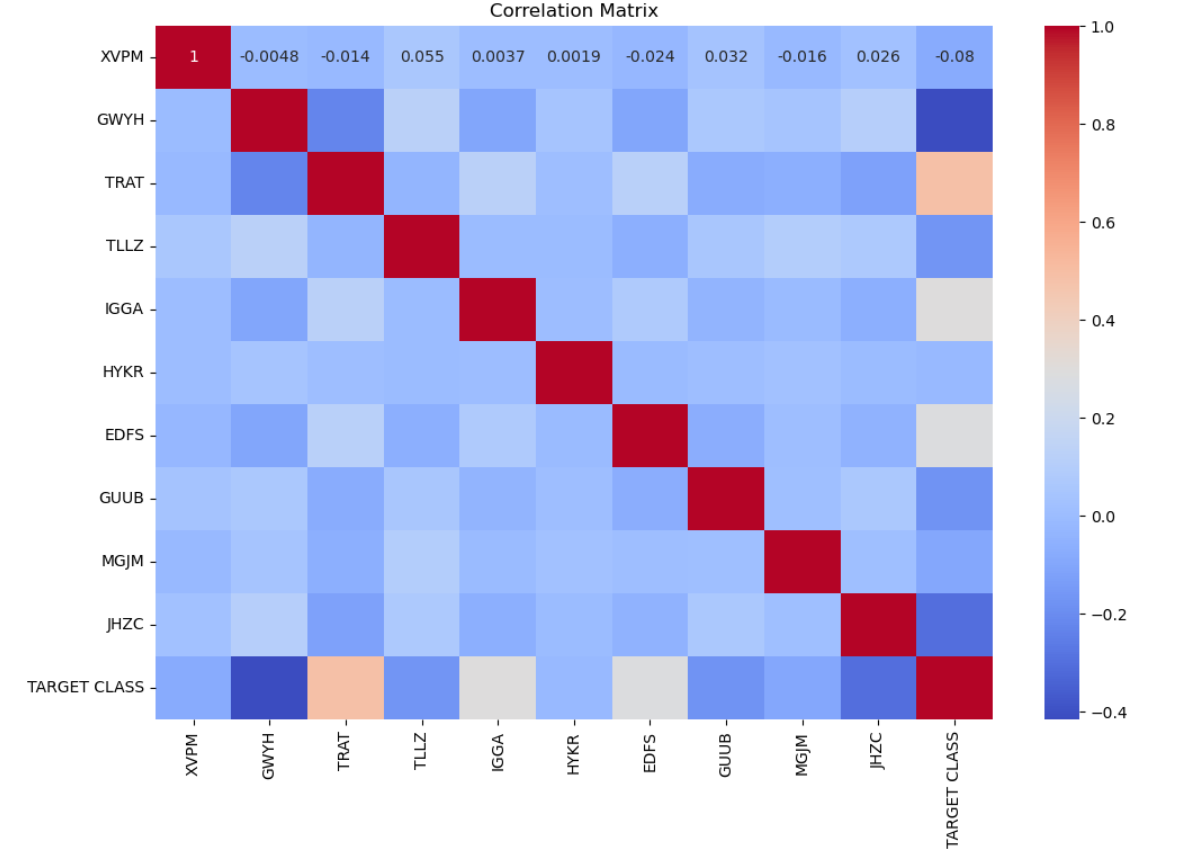 Correlation Matrix
XVPM 1 -0.0048 -0.014 0.055 0.0037 0.0019 -0.024 0.032 -0.016 0.026 -0.08
GWYH
TRAT
TLLZ
IGGA
HYKR
EDFS
GUUB
MGJM
JHZC
TARGET CLASS
XVPM GWYH TRAT TLLZ IGGA HYKR EDFS GUUB MGJM JHZC TARGET CLASS
1.0
0.8
0.6
0.4
0.2
0.0
−0.2
−0.4